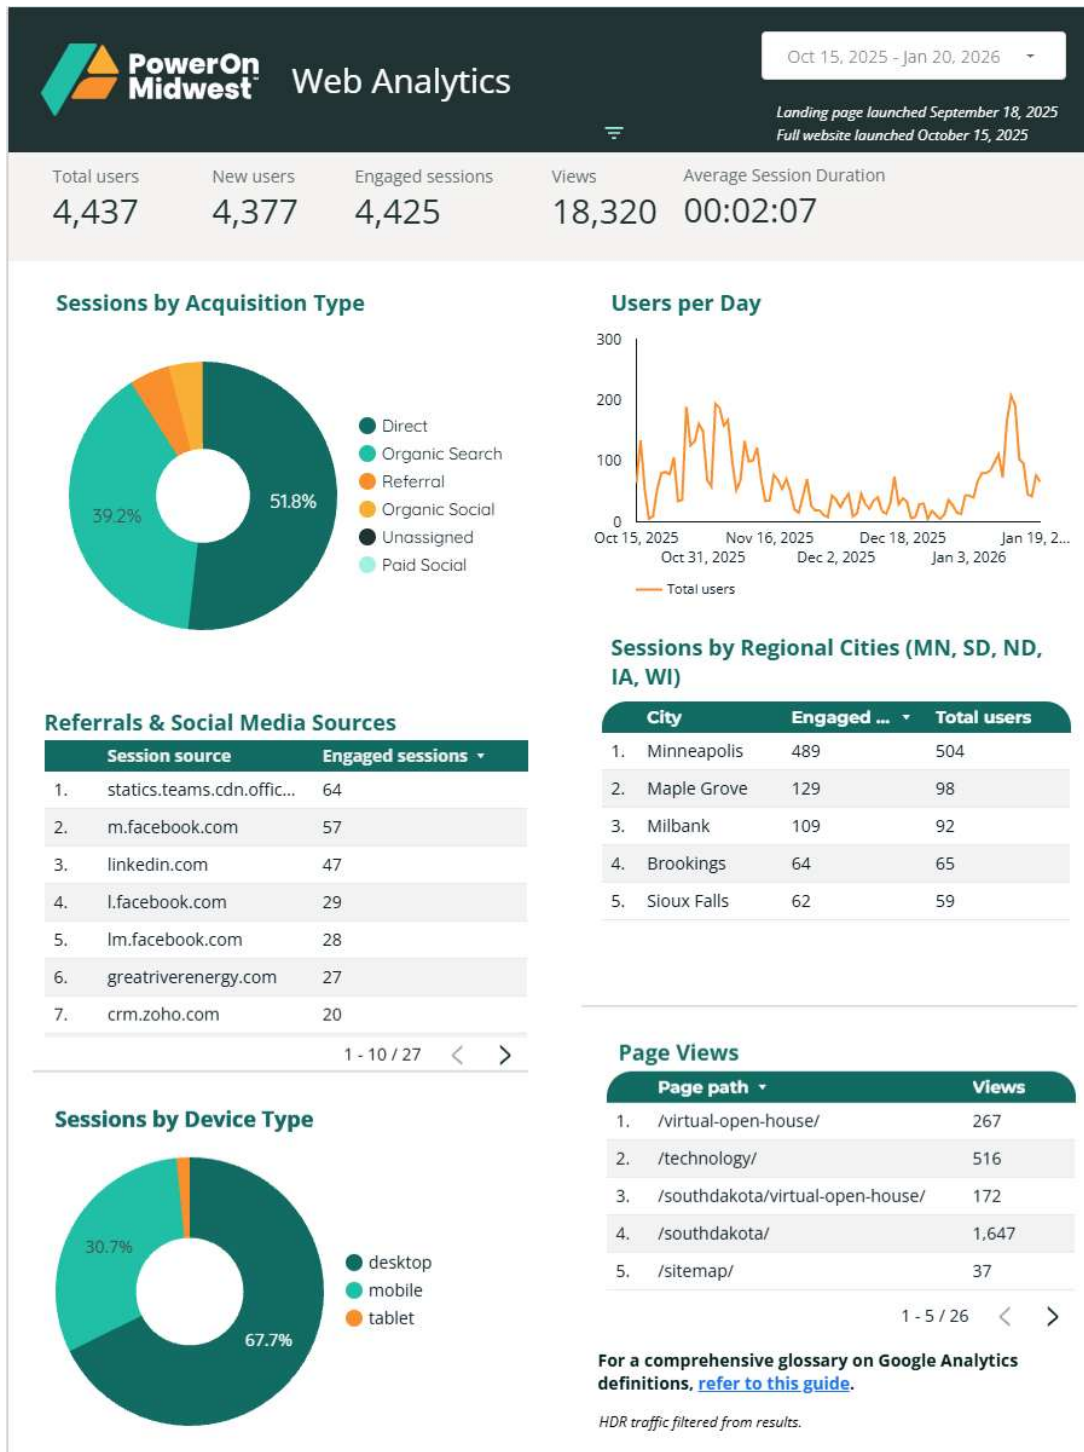 PowerOn
Midwest
Web Analytics
Oct 15, 2025 - Jan 20, 2026
Landing page launched September 18, 2025
Full website launched October 15, 2025
Total users
4,437
New users
4,377
Engaged sessions
4,425
Views
18,320
Average Session Duration
00:02:07
Sessions by Acquisition Type
51.8%
39.2%
Direct
Organic Search
Referral
Organic Social
Unassigned
Paid Social
Users per Day
300
200
100
0
Oct 15, 2025
Oct 31, 2025
Nov 16, 2025
Dec 2, 2025
Dec 18, 2025
Jan 3, 2026
Jan 19, 2...
Total users
Sessions by Regional Cities (MN, SD, ND,
IA, WI)
City Engaged ... Total users
1. Minneapolis 489 504
2. Maple Grove 129 98
3. Milbank 109 92
4. Brookings 64 65
5. Sioux Falls 62 59
Referrals & Social Media Sources
Session source Engaged sessions
1. statics.teams.cdn.offic... 64
2. m.facebook.com 57
3. linkedin.com 47
4. l.facebook.com 29
5. lm.facebook.com 28
6. greatriverenergy.com 27
7. crm.zoho.com 20
1 - 10 / 27
Page Views
Page path Views
1. /virtual-open-house/ 267
2. /technology/ 516
3. /southdakota/virtual-open-house/ 172
4. /southdakota/ 1,647
5. /sitemap/ 37
1 - 5 / 26
Sessions by Device Type
30.7%
67.7%
desktop
mobile
tablet
For a comprehensive glossary on Google Analytics
definitions, refer to this guide.
HDR traffic filtered from results.